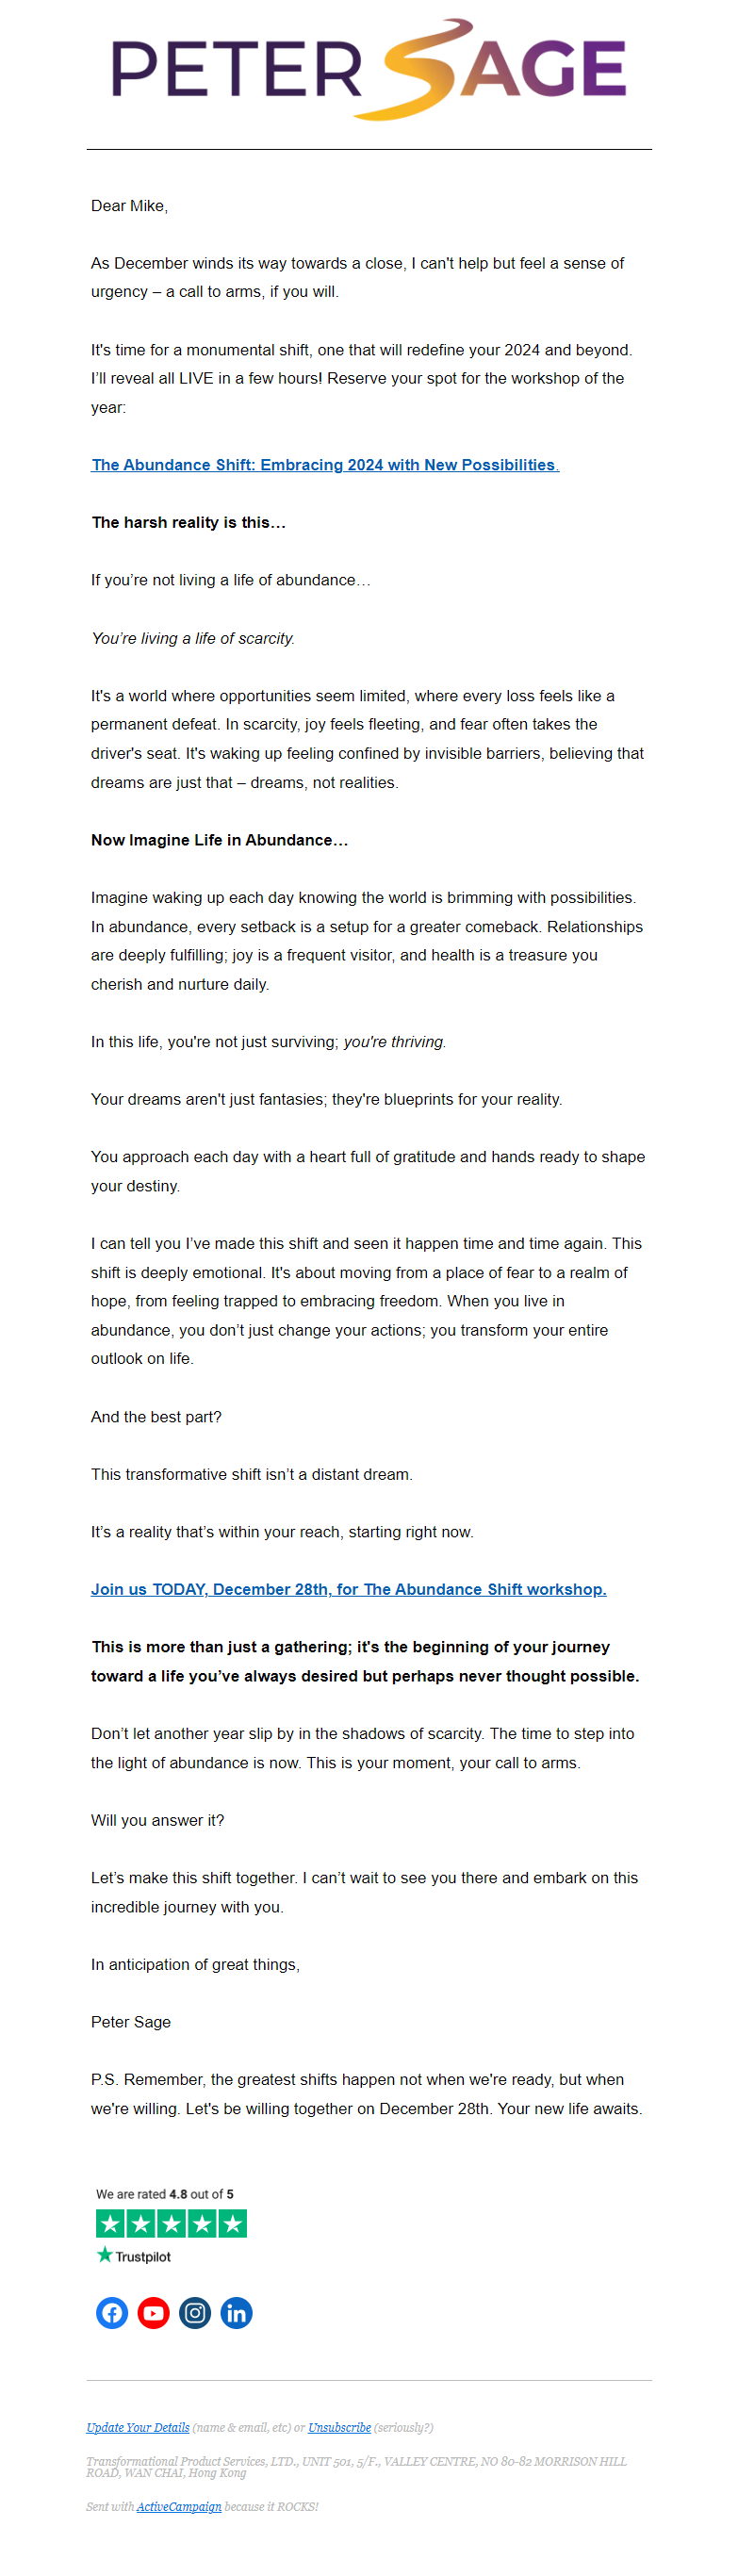 PETER SAGE
Dear Mike,
As December winds its way towards a close, I can't help but feel a sense of
urgency – a call to arms, if you will.
It's time for a monumental shift, one that will redefine your 2024 and beyond.
I’ll reveal all LIVE in a few hours! Reserve your spot for the workshop of the
year:
The Abundance Shift: Embracing 2024 with New Possibilities.
The harsh reality is this…
If you’re not living a life of abundance…
You’re living a life of scarcity.
It's a world where opportunities seem limited, where every loss feels like a
permanent defeat. In scarcity, joy feels fleeting, and fear often takes the
driver's seat. It's waking up feeling confined by invisible barriers, believing that
dreams are just that – dreams, not realities.
Now Imagine Life in Abundance…
Imagine waking up each day knowing the world is brimming with possibilities.
In abundance, every setback is a setup for a greater comeback. Relationships
are deeply fulfilling; joy is a frequent visitor, and health is a treasure you
cherish and nurture daily.
In this life, you're not just surviving; you're thriving.
Your dreams aren't just fantasies; they're blueprints for your reality.
You approach each day with a heart full of gratitude and hands ready to shape
your destiny.
I can tell you I’ve made this shift and seen it happen time and time again. This
shift is deeply emotional. It's about moving from a place of fear to a realm of
hope, from feeling trapped to embracing freedom. When you live in
abundance, you don’t just change your actions; you transform your entire
outlook on life.
And the best part?
This transformative shift isn’t a distant dream.
It’s a reality that’s within your reach, starting right now.
Join us TODAY, December 28th, for The Abundance Shift workshop.
This is more than just a gathering; it's the beginning of your journey
toward a life you’ve always desired but perhaps never thought possible.
Don’t let another year slip by in the shadows of scarcity. The time to step into
the light of abundance is now. This is your moment, your call to arms.
Will you answer it?
Let’s make this shift together. I can’t wait to see you there and embark on this
incredible journey with you.
In anticipation of great things,
Peter Sage
P.S. Remember, the greatest shifts happen not when we're ready, but when
we're willing. Let's be willing together on December 28th. Your new life awaits.
We are rated 4.8 out of 5
Trustpilot
Update Your Details (name & email, etc) or Unsubscribe (seriously?)
Transformational Product Services, LTD., UNIT 501, 5/F., VALLEY CENTRE, NO 80-82 MORRISON HILL
ROAD, WAN CHAI, Hong Kong
Sent with ActiveCampaign because it ROCKS!